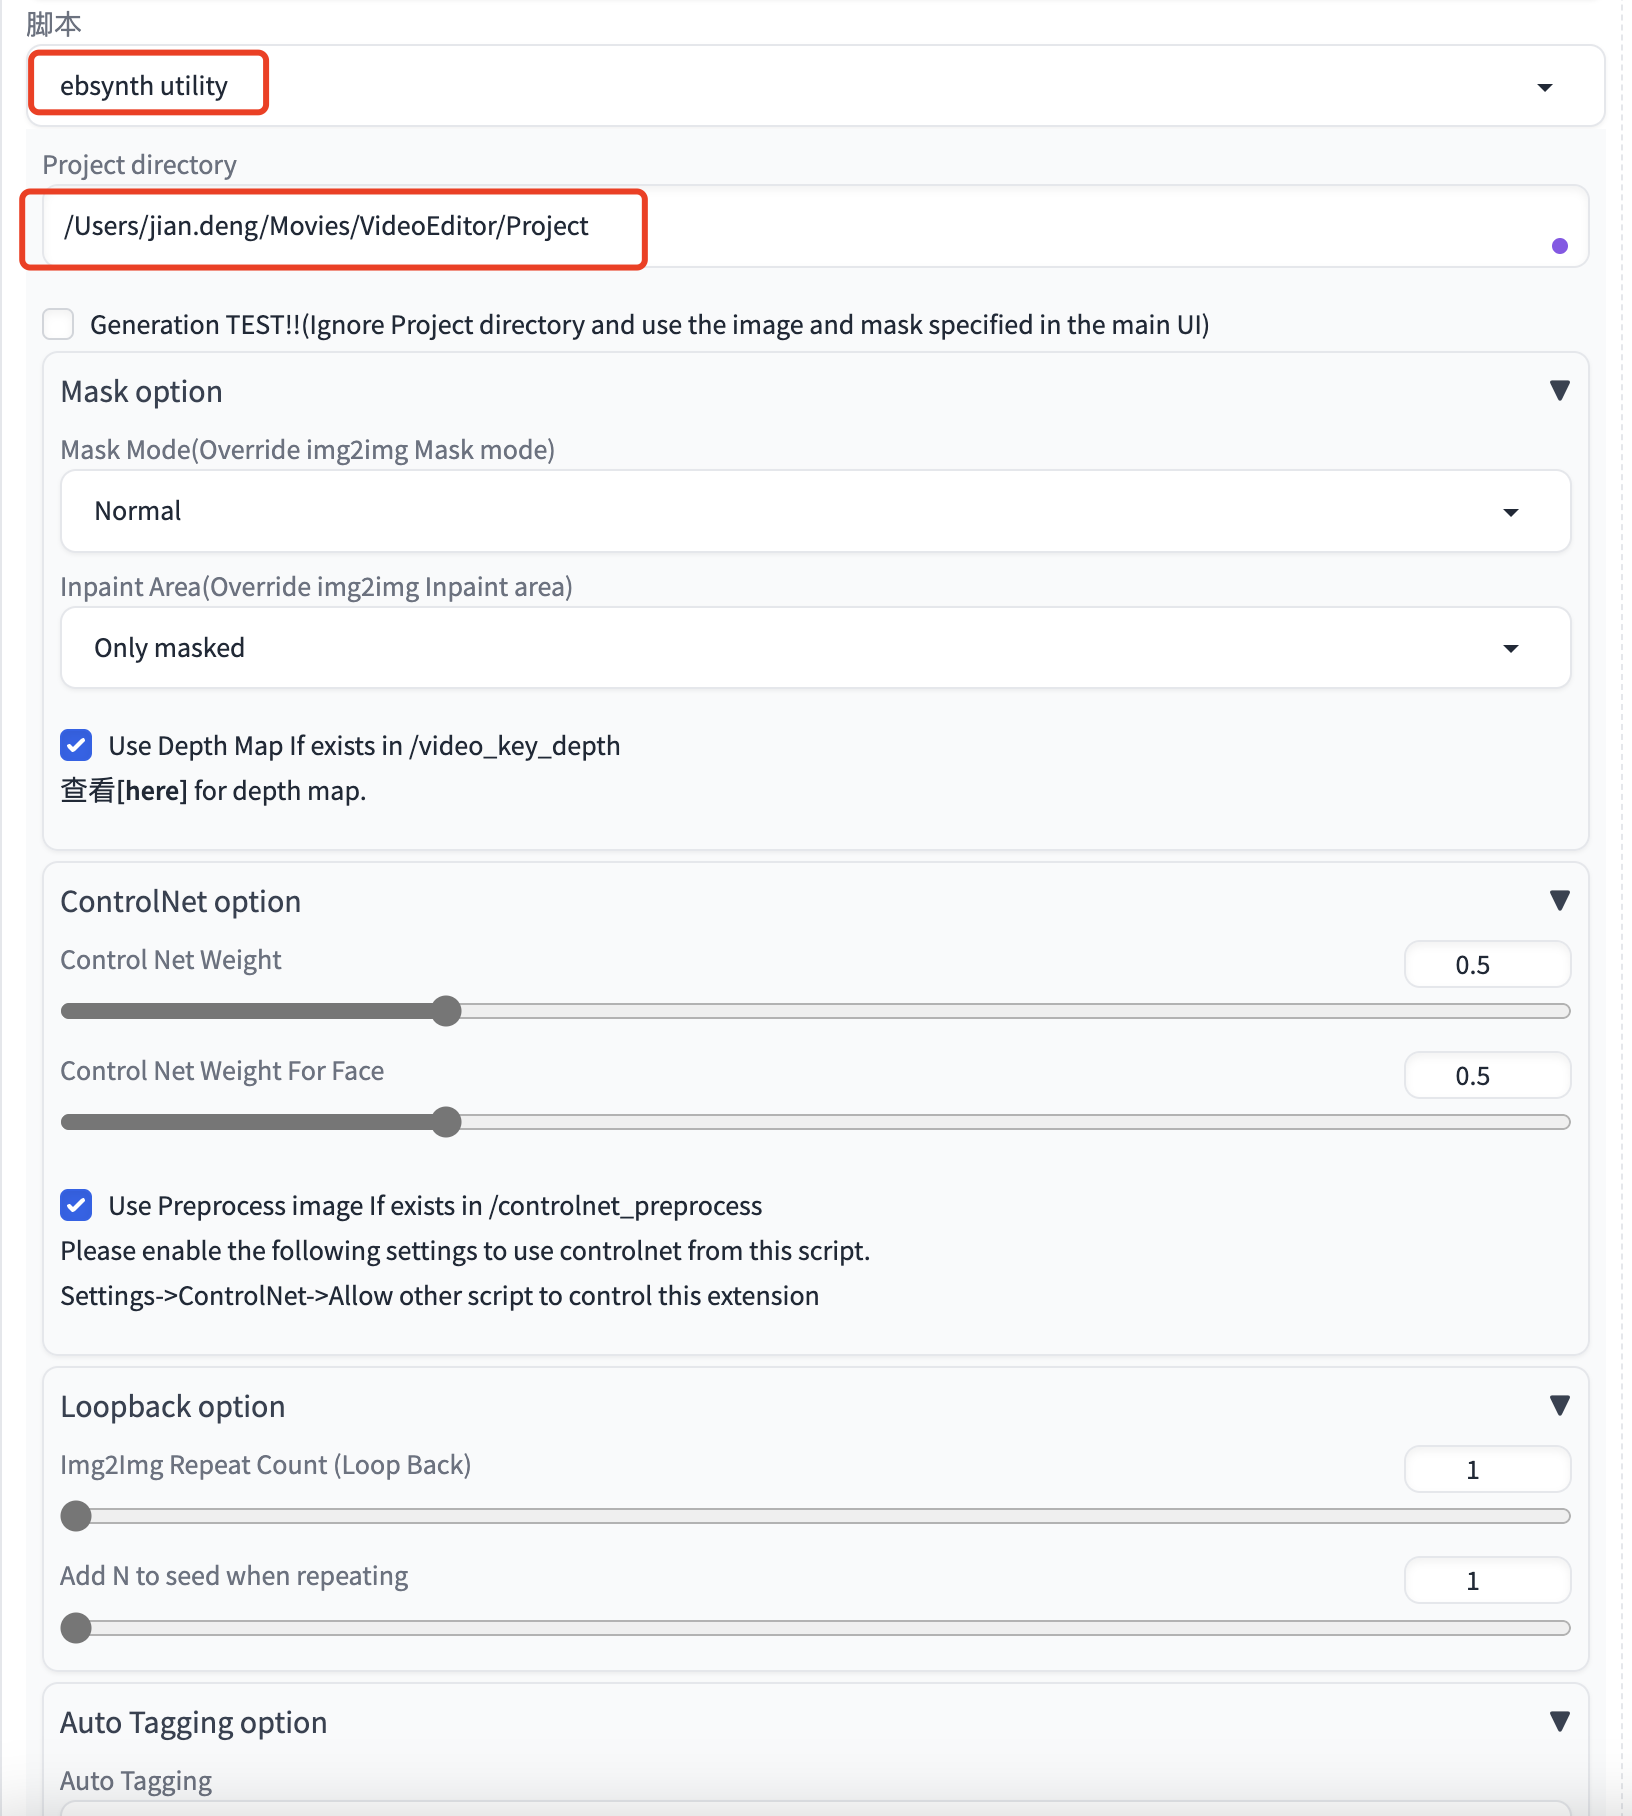 脚本
ebsynth utility
Project directory
/Users/jian.deng/Movies/VideoEditor/Project
Generation TEST!!(Ignore Project directory and use the image and mask specified in the main UI)
Mask option
Mask Mode(Override img2img Mask mode)
Normal
Inpaint Area(Override img2img Inpaint area)
Only masked
Use Depth Map If exists in /video_key_depth
查看[here] for depth map.
ControlNet option
Control Net Weight
0.5
Control Net Weight For Face
0.5
Use Preprocess image If exists in /controlnet_preprocess
Please enable the following settings to use controlnet from this script.
Settings->ControlNet->Allow other script to control this extension
Loopback option
Img2Img Repeat Count (Loop Back)
1
Add N to seed when repeating
1
Auto Tagging option
Auto Tagging